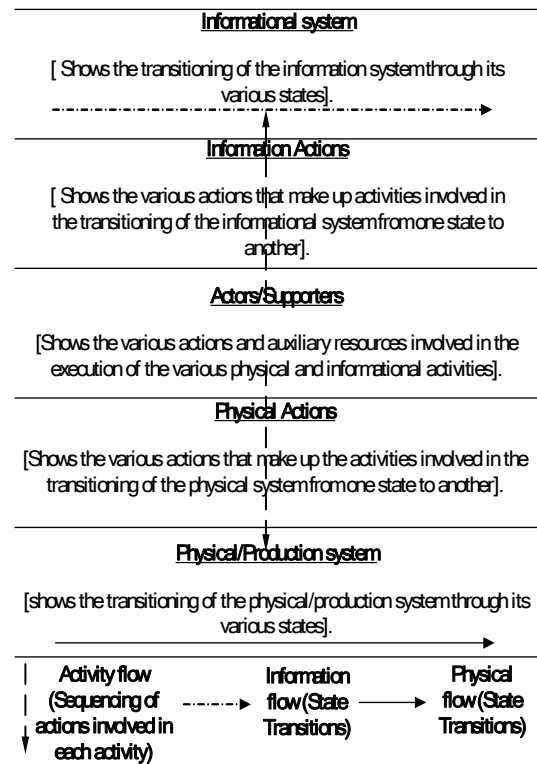 Informational system
[ Shows the transitioning of the information system through its
various states].
Information Actions
[ Shows the various actions that make up activities involved in
the transitioning of the informational system from one state to
another].
Actors/Supporters
[Shows the various actions and auxiliary resources involved in the
execution of the various physical and informational activities].
Physical Actions
[Shows the various actions that make up the activities involved in the
transitioning of the physical system from one state to another].
Physical/Production system
[shows the transitioning of the physical/production system through its
various states].
Activity flow
(Sequencing of
actions involved in
each activity)
Information
flow (State
Transitions)
Physical
flow (State
Transitions)